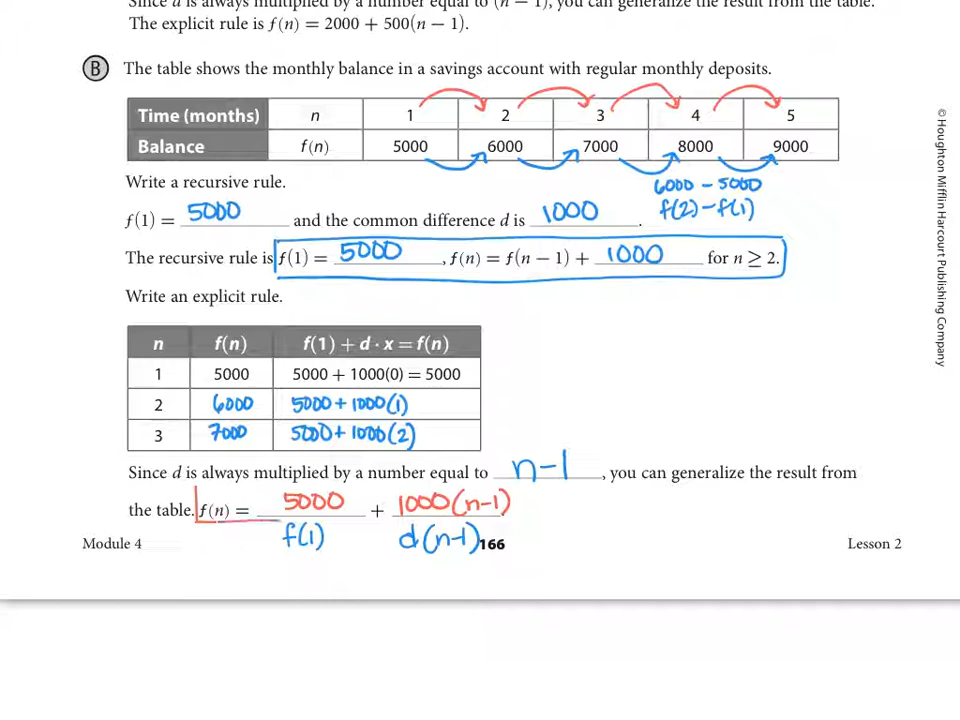 Since d is always multiplied by a number equal to (n − 1), you can generalize the result from the table.
The explicit rule is f(n) = 2000 + 500(n − 1).
B The table shows the monthly balance in a savings account with regular monthly deposits.
Time (months) n 1 2 3 4 5
Balance f(n) 5000 6000 7000 8000 9000
Write a recursive rule.
6000 − 5000
f(1) = 5000 and the common difference d is 1000.
f(2) − f(1)
The recursive rule is f(1) = 5000, f(n) = f(n − 1) + 1000 for n ≥ 2.
Write an explicit rule.
n f(n) f(1) + d · x = f(n)
1 5000 5000 + 1000(0) = 5000
2 6000 5000 + 1000(1)
3 7000 5000 + 1000(2)
Since d is always multiplied by a number equal to n−1, you can generalize the result from
the table. f(n) = 5000 + 1000(n−1)
f(1) d(n−1)
Module 4 166 Lesson 2
© Houghton Mifflin Harcourt Publishing Company